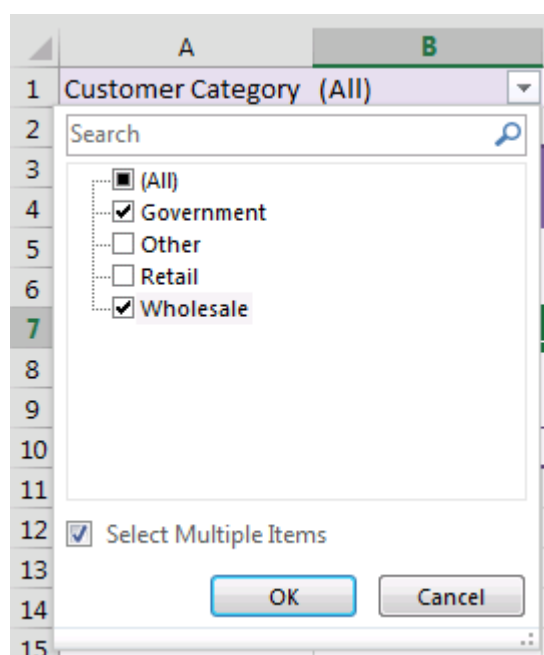 A B
1 Customer Category (All)
2 Search
3 (All)
4 Government
5 Other
6 Retail
7 Wholesale
8
9
10
11
12 Select Multiple Items
13
14 OK Cancel
15